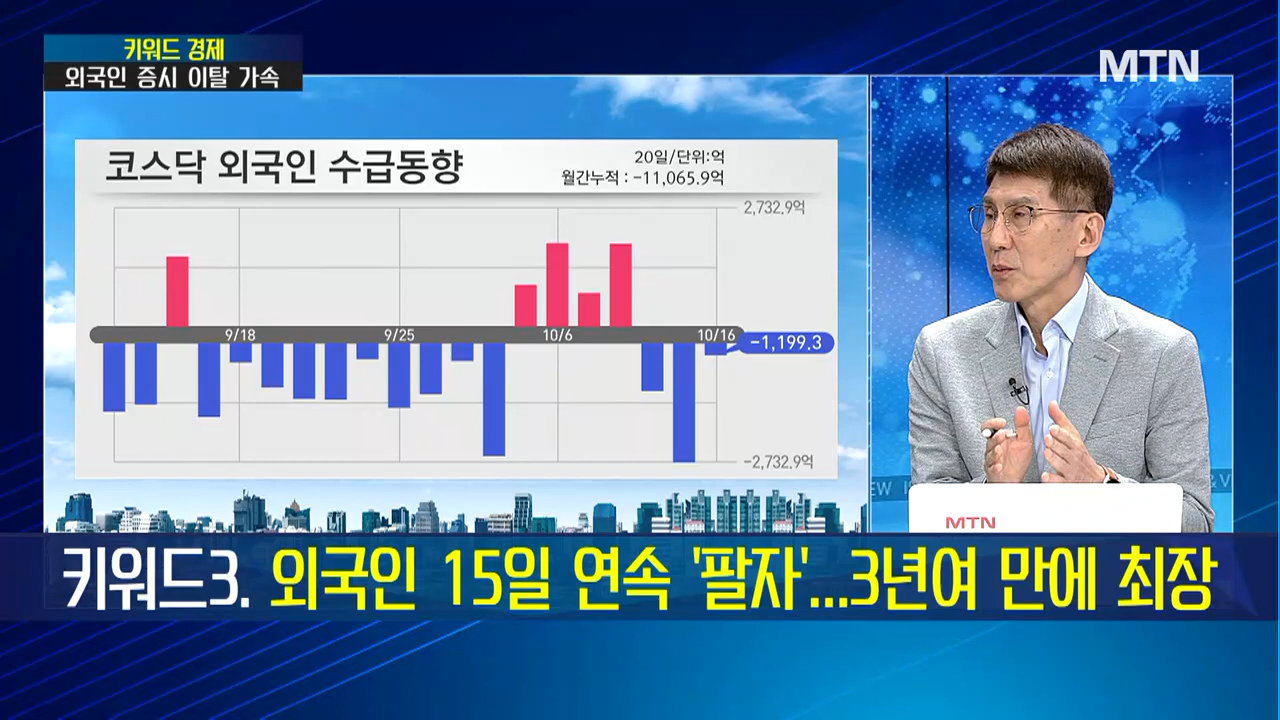 키워드 경제
외국인 증시 이탈 가속
MTN
코스닥 외국인 수급동향
20일/단위:억
월간누적 : -11,065.9억
2,732.9억
9/18
9/25
10/6
10/16
-1,199.3
-2,732.9억
MTN
키워드3. 외국인 15일 연속 '팔자'...3년여 만에 최장